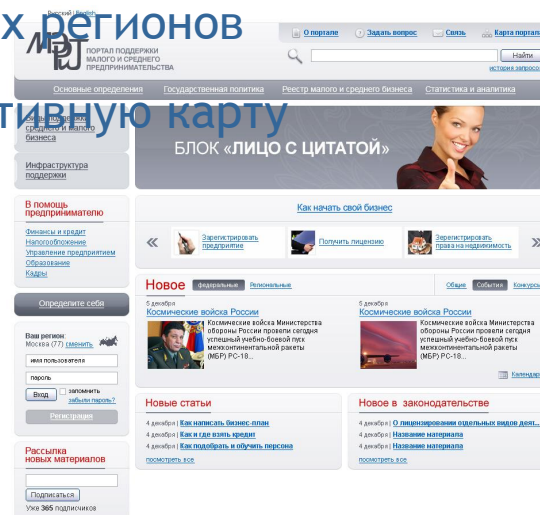 Русский | English
х регионов
О портале
Задать вопрос
Связь
Карта портала
ПОРТАЛ ПОДДЕРЖКИ
МАЛОГО И СРЕДНЕГО
ПРЕДПРИНИМАТЕЛЬСТВА
Найти
история запросов
Основные определения
Государственная политика
Реестр малого и среднего бизнеса
Статистика и аналитика
тивную карту
Виды поддержки
среднего и малого
бизнеса
БЛОК «ЛИЦО С ЦИТАТОЙ»
Инфраструктура
поддержки
В помощь
предпринимателю
Финансы и кредит
Налогообложение
Управление предприятием
Образование
Кадры
Как начать свой бизнес
«
Зарегистрировать
предприятие
Получить лицензию
Зерегистрировать
права на недвижимость
»
Определите себя
Новое
федеральные
Региональные
Общие
События
Конкурсы
5 декабря
Космические войска России
Космические войска Министерства
обороны России провели сегодня
успешный учебно-боевой пуск
межконтинентальной ракеты
(МБР) РС-18...
5 декабря
Космические войска России
Космические войска Министерства
обороны России провели сегодня
успешный учебно-боевой пуск
межконтинентальной ракеты
(МБР) РС-18...
Календарь
Ваш регион:
Москва (77) (сменить
имя пользователя
пароль
Вход
запомнить
забыли пароль?
Регистрация
Новые статьи
4 декабря | Как написать бизнес-план
4 декабря | Как и где взять кредит
4 декабря | Как подобрать и обучить персона
посмотреть все
Новое в законодательстве
4 декабря | О лицензировании отдельных видов деят...
4 декабря | Название материала
4 декабря | Название материала
посмотреть все
Рассылка
новых материалов
Подписаться
Уже 365 подписчиков